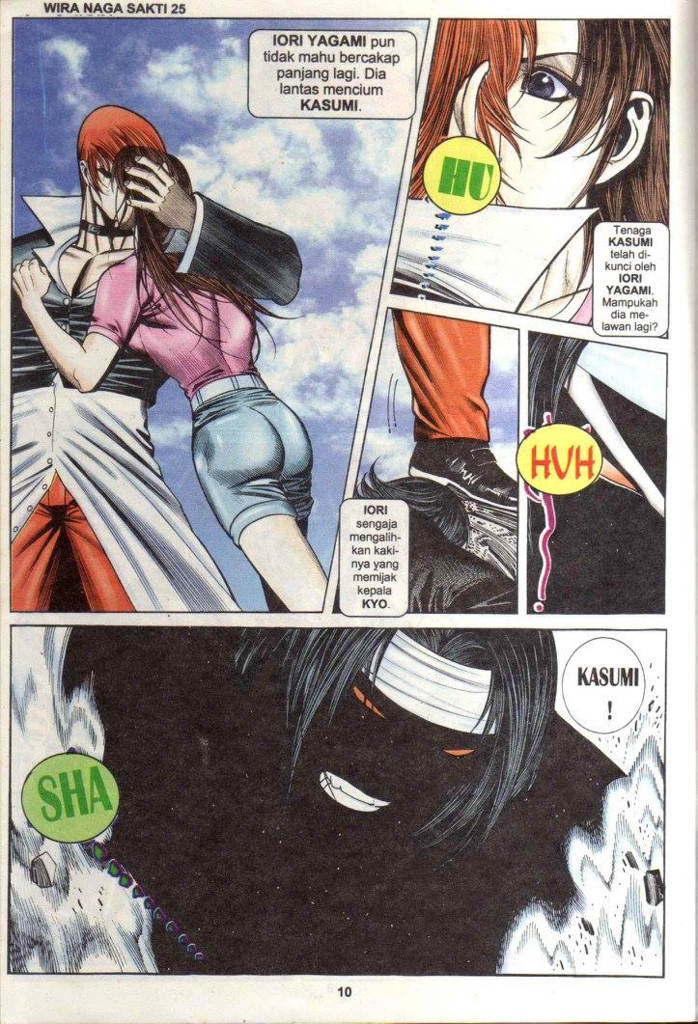 WIRA NAGA SAKTI 25
IORI YAGAMI pun
tidak mahu bercakap
panjang lagi. Dia
lantas mencium
KASUMI.
HU
Tenaga
KASUMI
telah di-
kunci oleh
IORI
YAGAMI.
Mampukah
dia me-
lawan lagi?
IORI
sengaja
mengalih-
kan kaki-
nya yang
memijak
kepala
KYO.
HUH
KASUMI
!
SHA
10